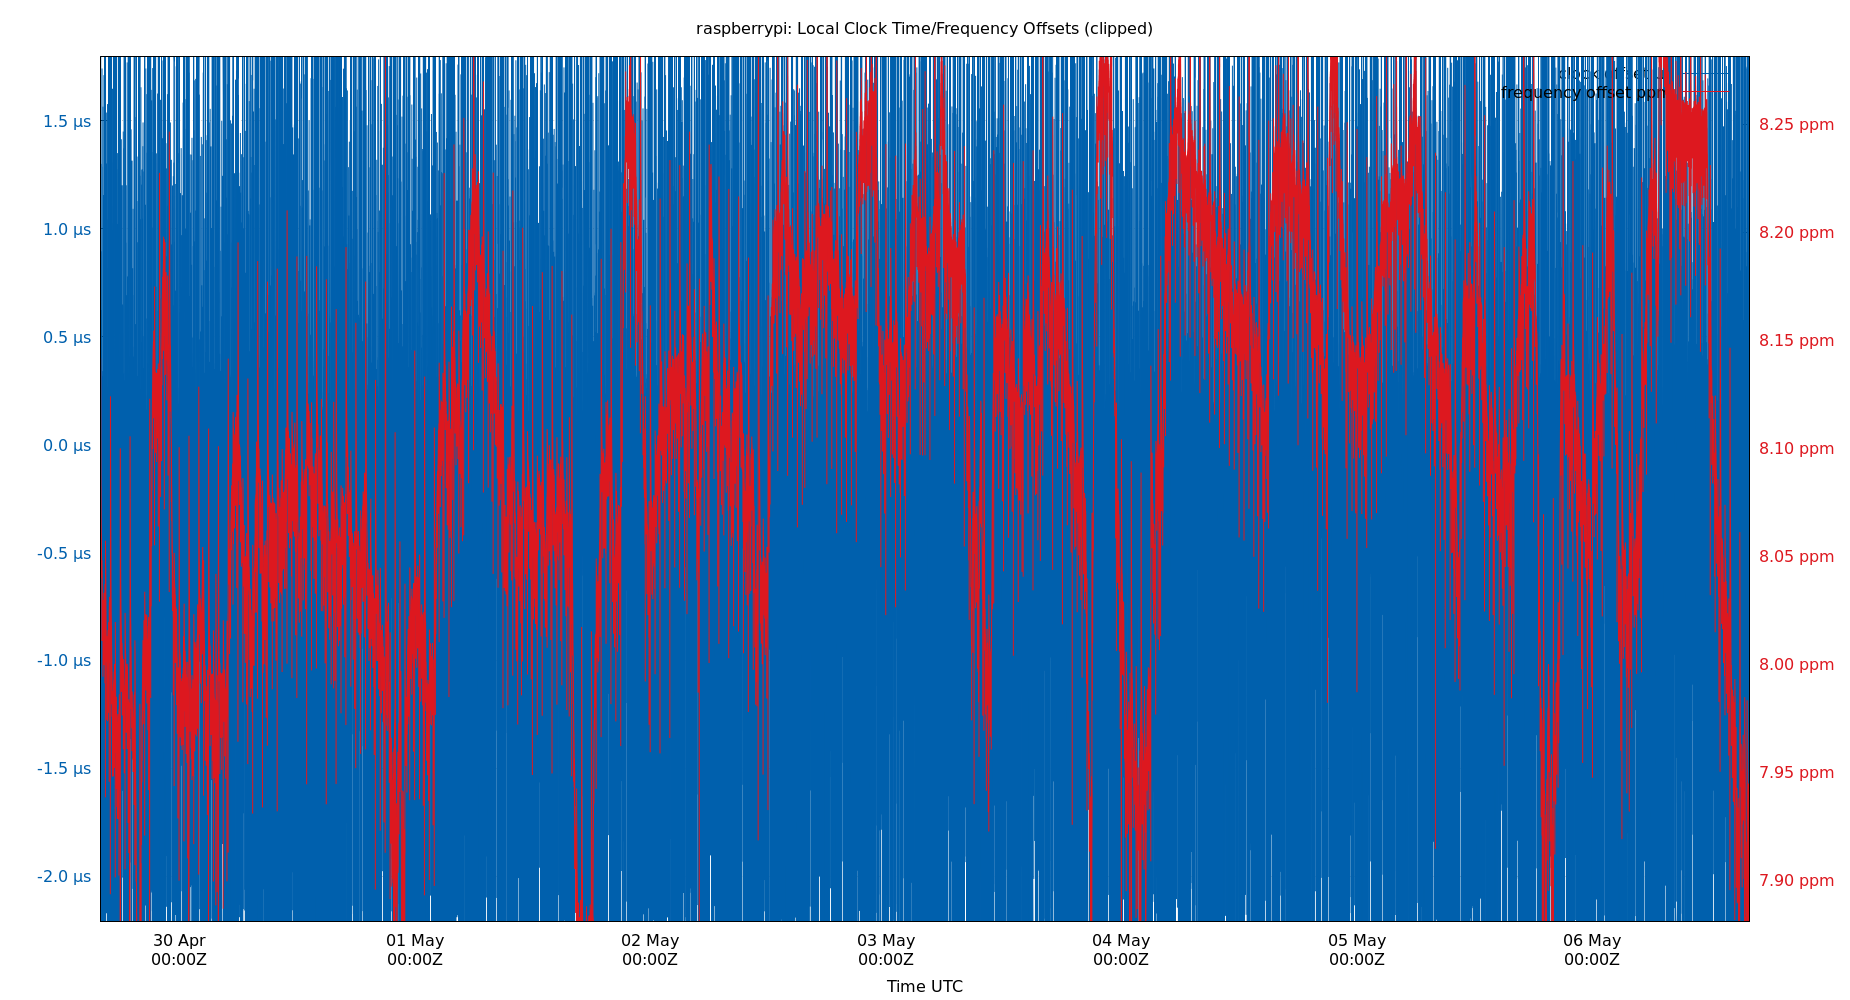 raspberrypi: Local Clock Time/Frequency Offsets (clipped)
clock offset
frequency offset ppm
1.5 µs
1.0 µs
0.5 µs
0.0 µs
-0.5 µs
-1.0 µs
-1.5 µs
-2.0 µs
8.25 ppm
8.20 ppm
8.15 ppm
8.10 ppm
8.05 ppm
8.00 ppm
7.95 ppm
7.90 ppm
30 Apr
00:00Z
01 May
00:00Z
02 May
00:00Z
03 May
00:00Z
04 May
00:00Z
05 May
00:00Z
06 May
00:00Z
Time UTC